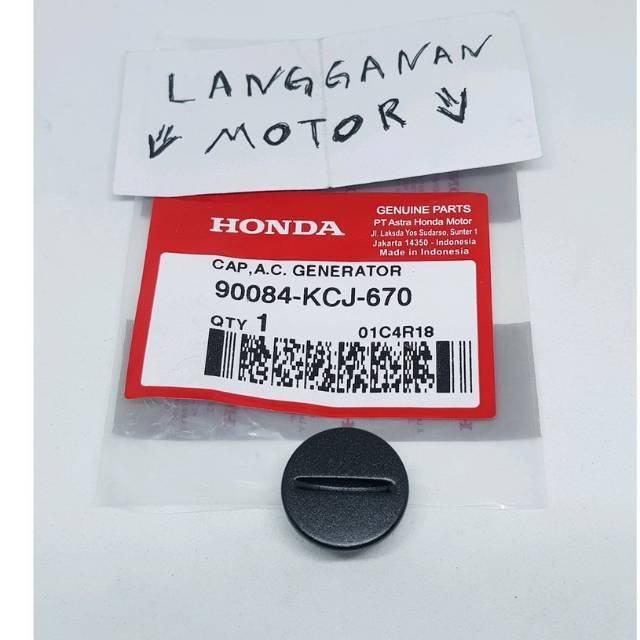 LANGGANAN
MOTOR
HONDA
GENUINE PARTS
PT Astra Honda Motor
Jl. Laksda Yos Sudarso, Sunter 1
Jakarta 14350 - Indonesia
Made in Indonesia
CAP,A.C. GENERATOR
90084-KCJ-670
QTY 1
01C4R18